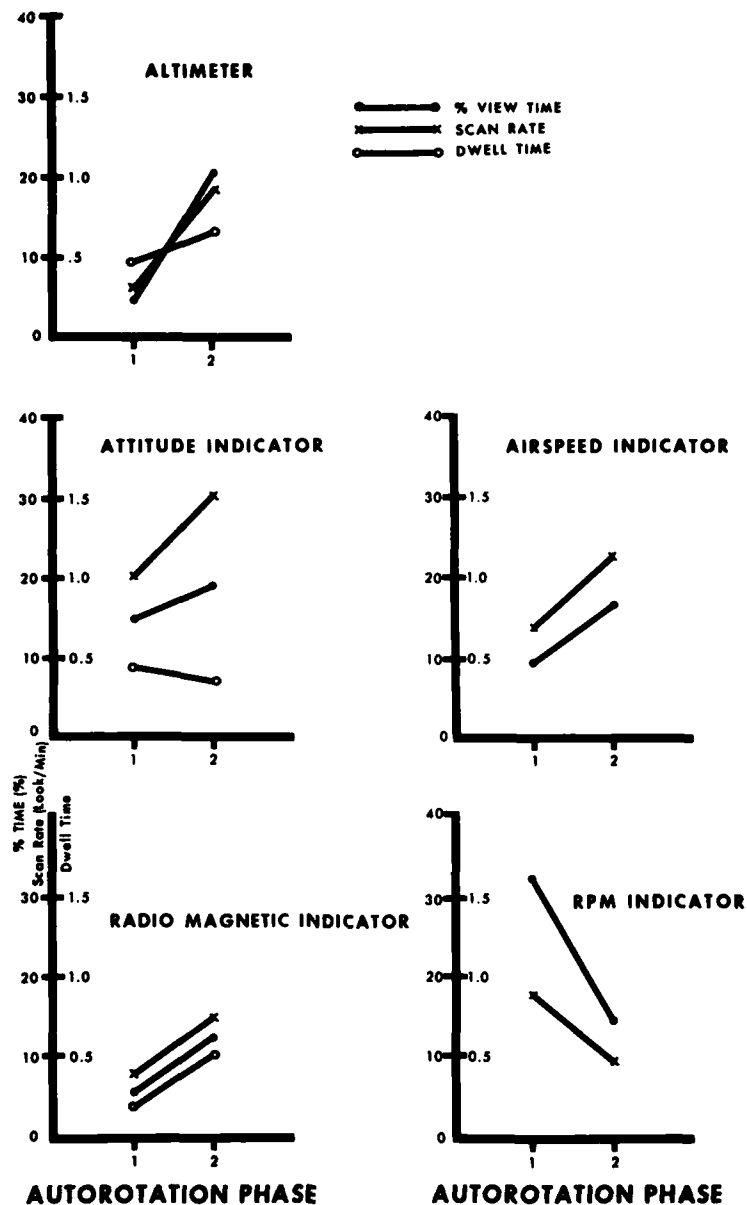 ALTIMETER
40
30 1.5
20 1.0
10 .5
0
1 2
% VIEW TIME
SCAN RATE
DWELL TIME
ATTITUDE INDICATOR
40
30 1.5
20 1.0
10 0.5
0
1 2
AIRSPEED INDICATOR
40
30 1.5
20 1.0
10 0.5
0
1 2
% TIME (%)
Scan Rate (Look/Min)
Dwell Time
RADIO MAGNETIC INDICATOR
30 1.5
20 1.0
10 0.5
0
1 2
AUTOROTATION PHASE
RPM INDICATOR
40
30 1.5
20 1.0
10 0.5
0
1 2
AUTOROTATION PHASE